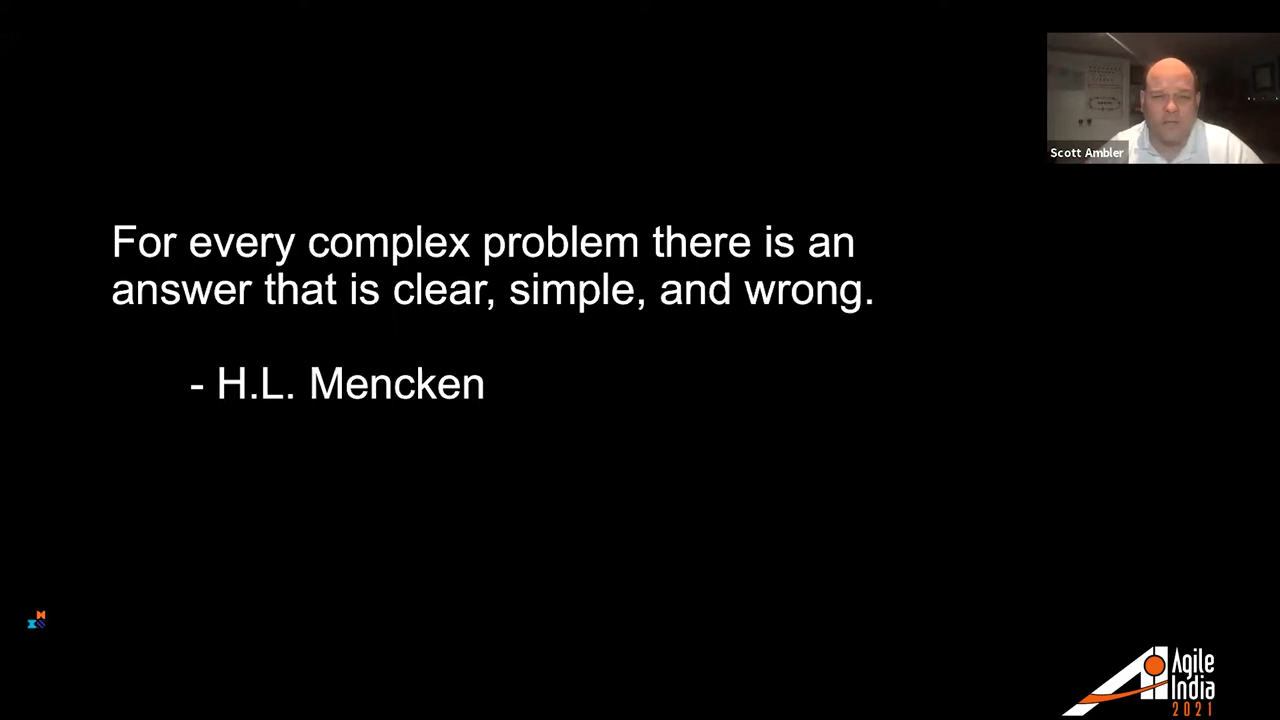 Scott Ambler
For every complex problem there is an
answer that is clear, simple, and wrong.
- H.L. Mencken
Agile
India
2021